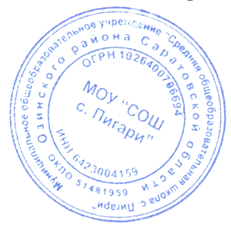 Муниципальное общеобразовательное учреждение "Средняя общеобразовательная школа с. Пигари"
Озинского района Саратовской области
ОГРН 1026400786694
МОУ "СОШ
с. Пигари"
ИНН 6423004159
ОКПО 51481959